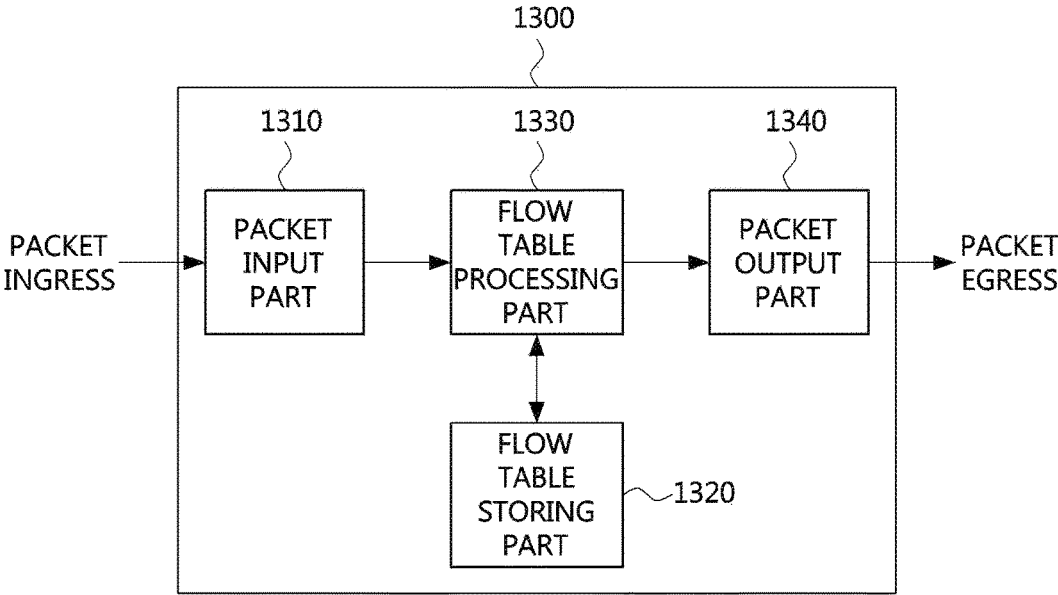 1300
1310
1330
1340
PACKET
INGRESS
PACKET
INPUT
PART
FLOW
TABLE
PROCESSING
PART
PACKET
OUTPUT
PART
PACKET
EGRESS
FLOW
TABLE
STORING
PART
1320